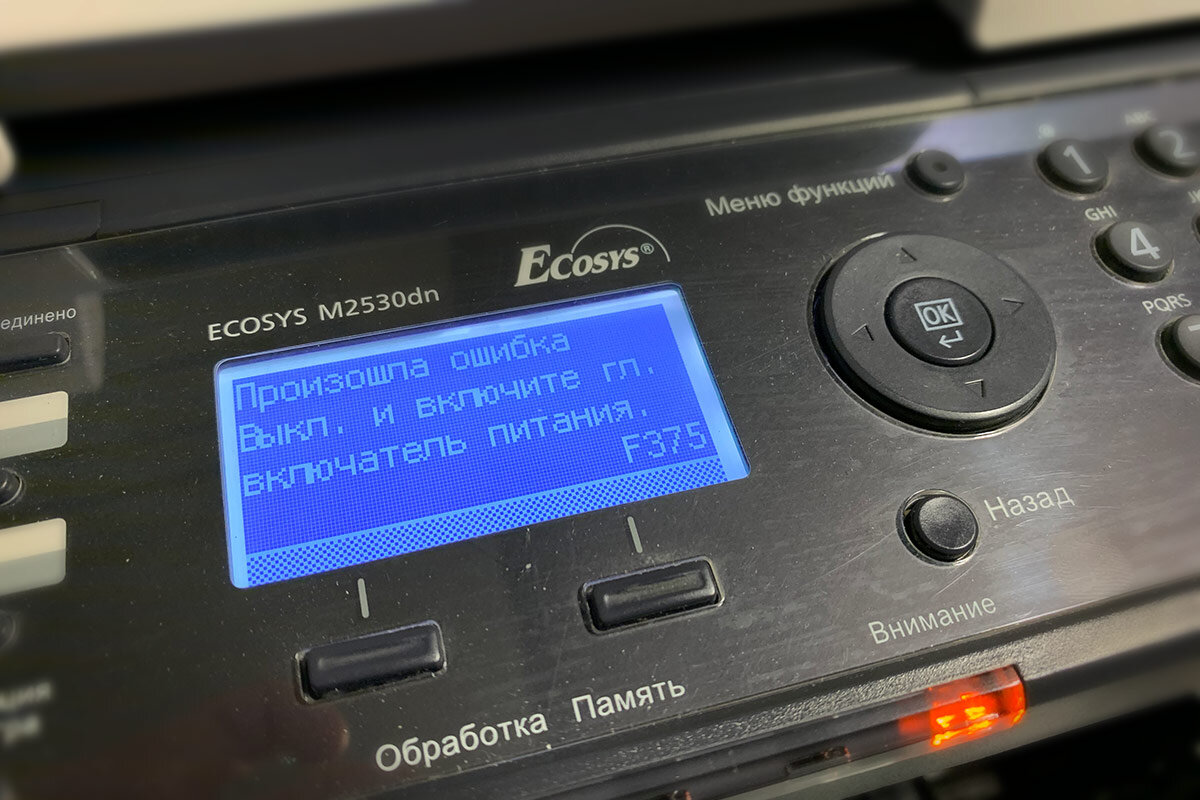 Меню функций
1
ABC
2
ECOSYS®
ECOSYS M2530dn
GHI
4
PQRS
OK
Произошла ошибка
Выкл. и включите гл.
включатель питания.
F375
Назад
Внимание
Обработка
Память